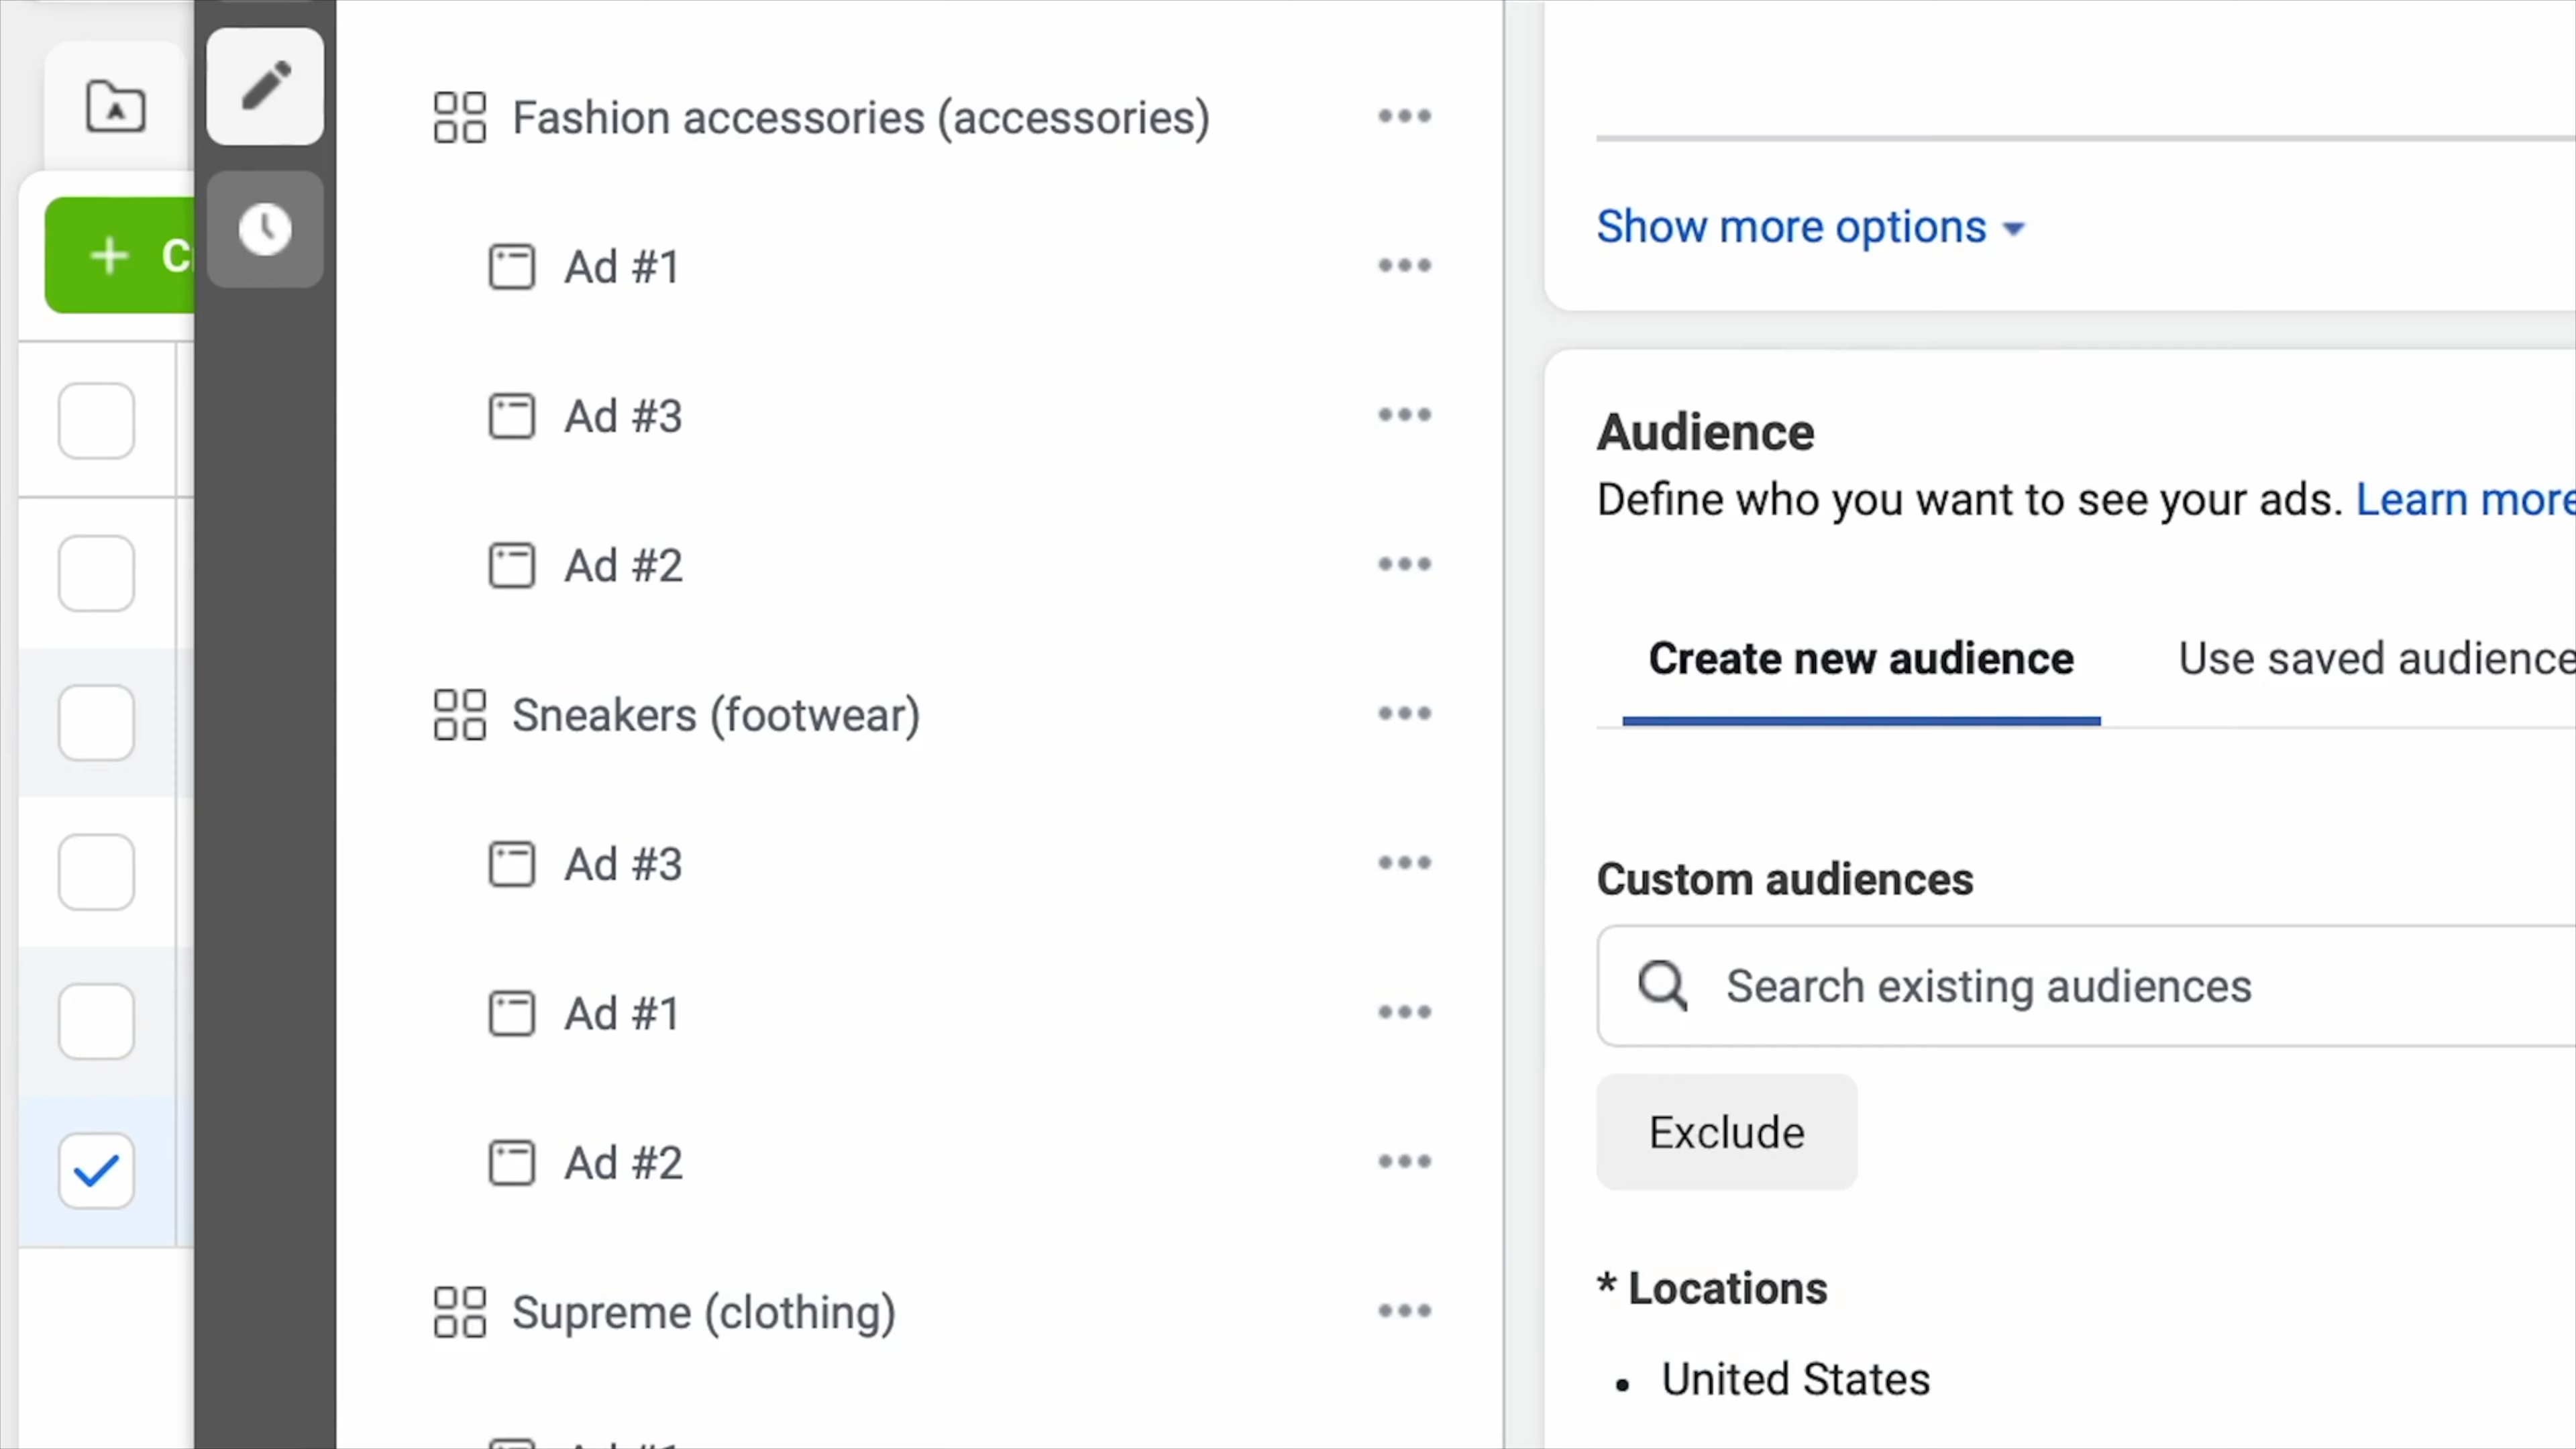 C
Fashion accessories (accessories)
Ad #1
Ad #3
Ad #2
Sneakers (footwear)
Ad #3
Ad #1
Ad #2
Supreme (clothing)
Show more options
Audience
Define who you want to see your ads. Learn more
Create new audience
Use saved audience
Custom audiences
Search existing audiences
Exclude
* Locations
• United States